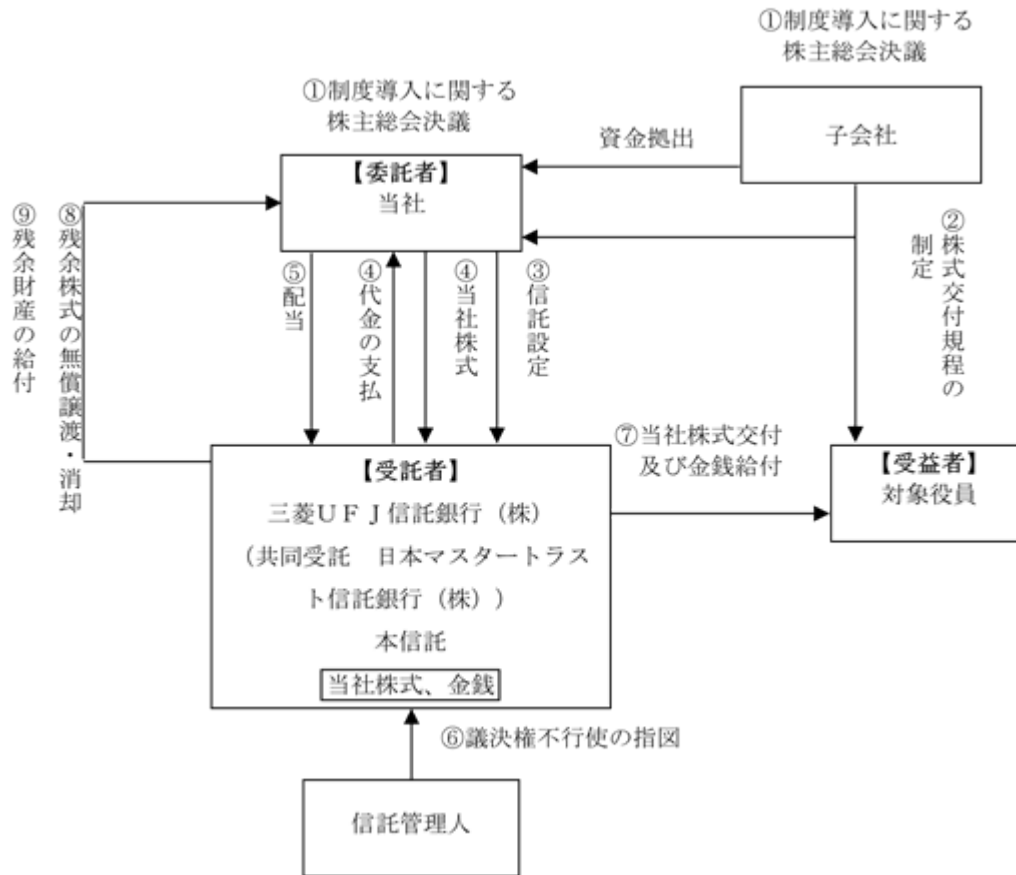 ①制度導入に関する
株主総会決議
①制度導入に関する
株主総会決議
子会社
資金拠出
【委託者】
当社
⑨残余財産の給付
⑧残余株式の無償譲渡・消却
⑤配当
④代金の支払
④当社株式
③信託設定
②株式交付規程の
制定
⑦当社株式交付
及び金銭給付
【受託者】
三菱UFJ信託銀行(株)
(共同受託 日本マスタートラス
ト信託銀行(株))
本信託
当社株式、金銭
【受益者】
対象役員
⑥議決権不行使の指図
信託管理人